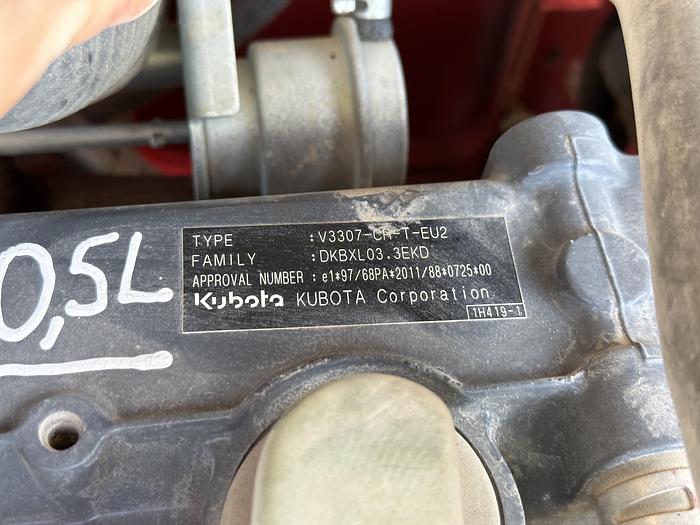 TYPE :V3307-CR-T-EU2
FAMILY :DKBXL03.3EKD
APPROVAL NUMBER :e1*97/68PA*2011/88*0725*00
Kubota KUBOTA Corporation
1H419-1
0,5L